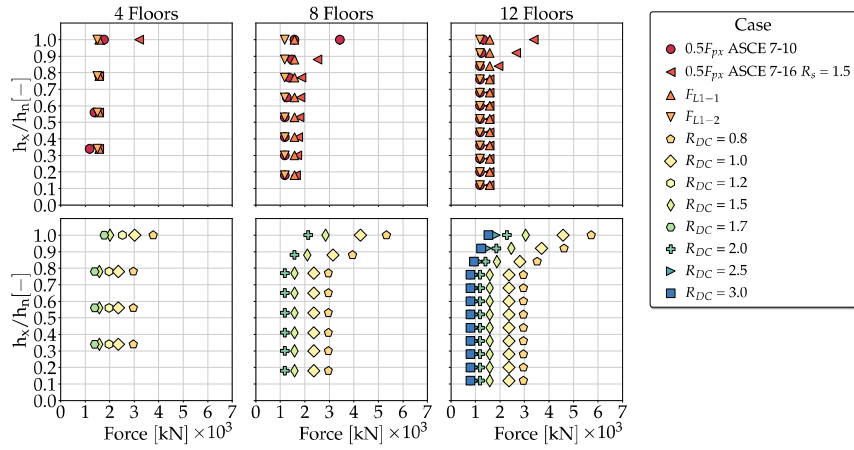 4 Floors 8 Floors 12 Floors
h_x/h_n[−]
1.0
0.9
0.8
0.7
0.6
0.5
0.4
0.3
0.2
0.1
0.0
h_x/h_n[−]
1.0
0.9
0.8
0.7
0.6
0.5
0.4
0.3
0.2
0.1
0.0
0 1 2 3 4 5 6 7 0 1 2 3 4 5 6 7 0 1 2 3 4 5 6 7
Force [kN] ×10³ Force [kN] ×10³ Force [kN] ×10³
Case
0.5F_px ASCE 7-10
0.5F_px ASCE 7-16 R_s = 1.5
F_L1−1
F_L1−2
R_DC = 0.8
R_DC = 1.0
R_DC = 1.2
R_DC = 1.5
R_DC = 1.7
R_DC = 2.0
R_DC = 2.5
R_DC = 3.0